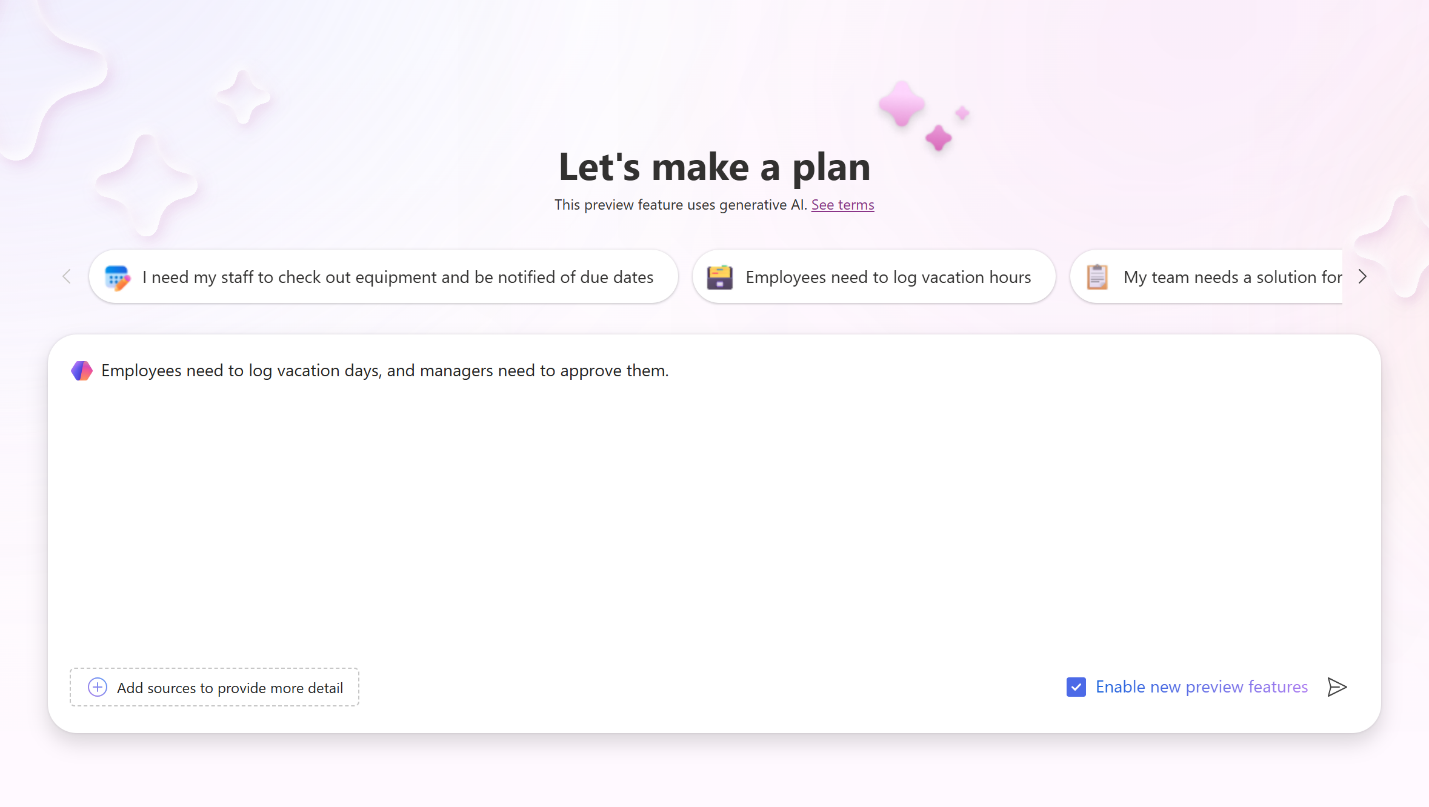 Let's make a plan
This preview feature uses generative AI. See terms
I need my staff to check out equipment and be notified of due dates
Employees need to log vacation hours
My team needs a solution for
Employees need to log vacation days, and managers need to approve them.
Add sources to provide more detail
Enable new preview features